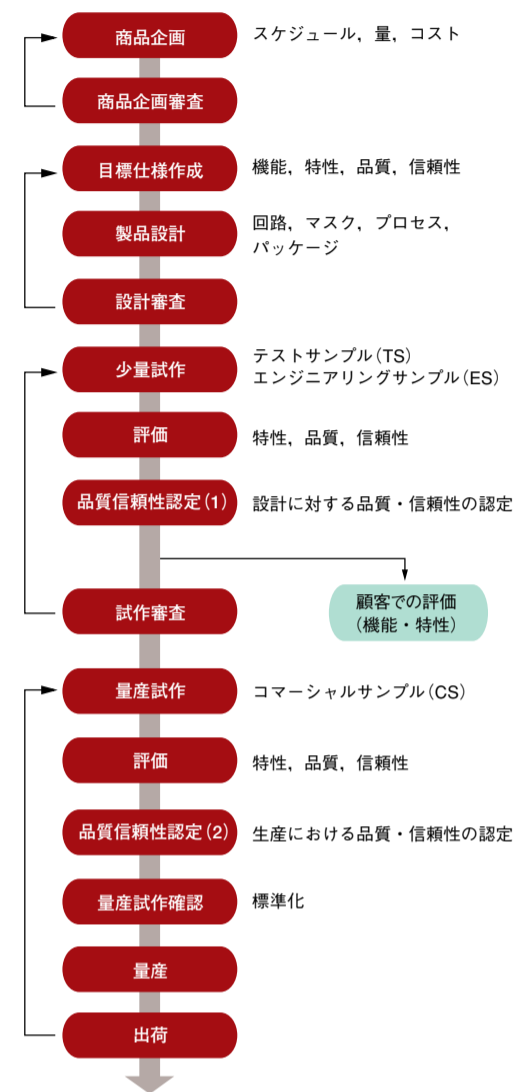 商品企画
スケジュール，量，コスト
商品企画審査
目標仕様作成
機能，特性，品質，信頼性
製品設計
回路，マスク，プロセス，
パッケージ
設計審査
少量試作
テストサンプル（TS）
エンジニアリングサンプル（ES）
評価
特性，品質，信頼性
品質信頼性認定（1）
設計に対する品質・信頼性の認定
顧客での評価
（機能・特性）
試作審査
量産試作
コマーシャルサンプル（CS）
評価
特性，品質，信頼性
品質信頼性認定（2）
生産における品質・信頼性の認定
量産試作確認
標準化
量産
出荷